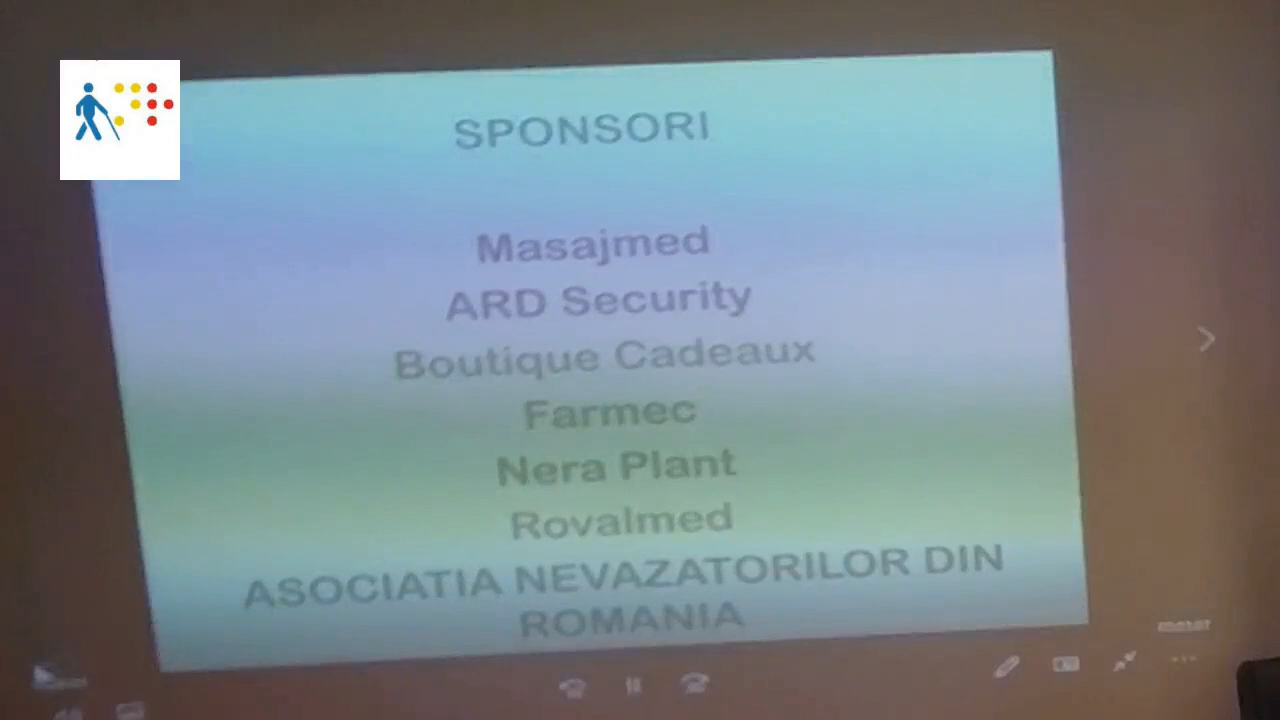 SPONSORI
Masajmed
ARD Security
Boutique Cadeaux
Farmec
Nera Plant
Rovalmed
ASOCIATIA NEVAZATORILOR DIN
ROMANIA